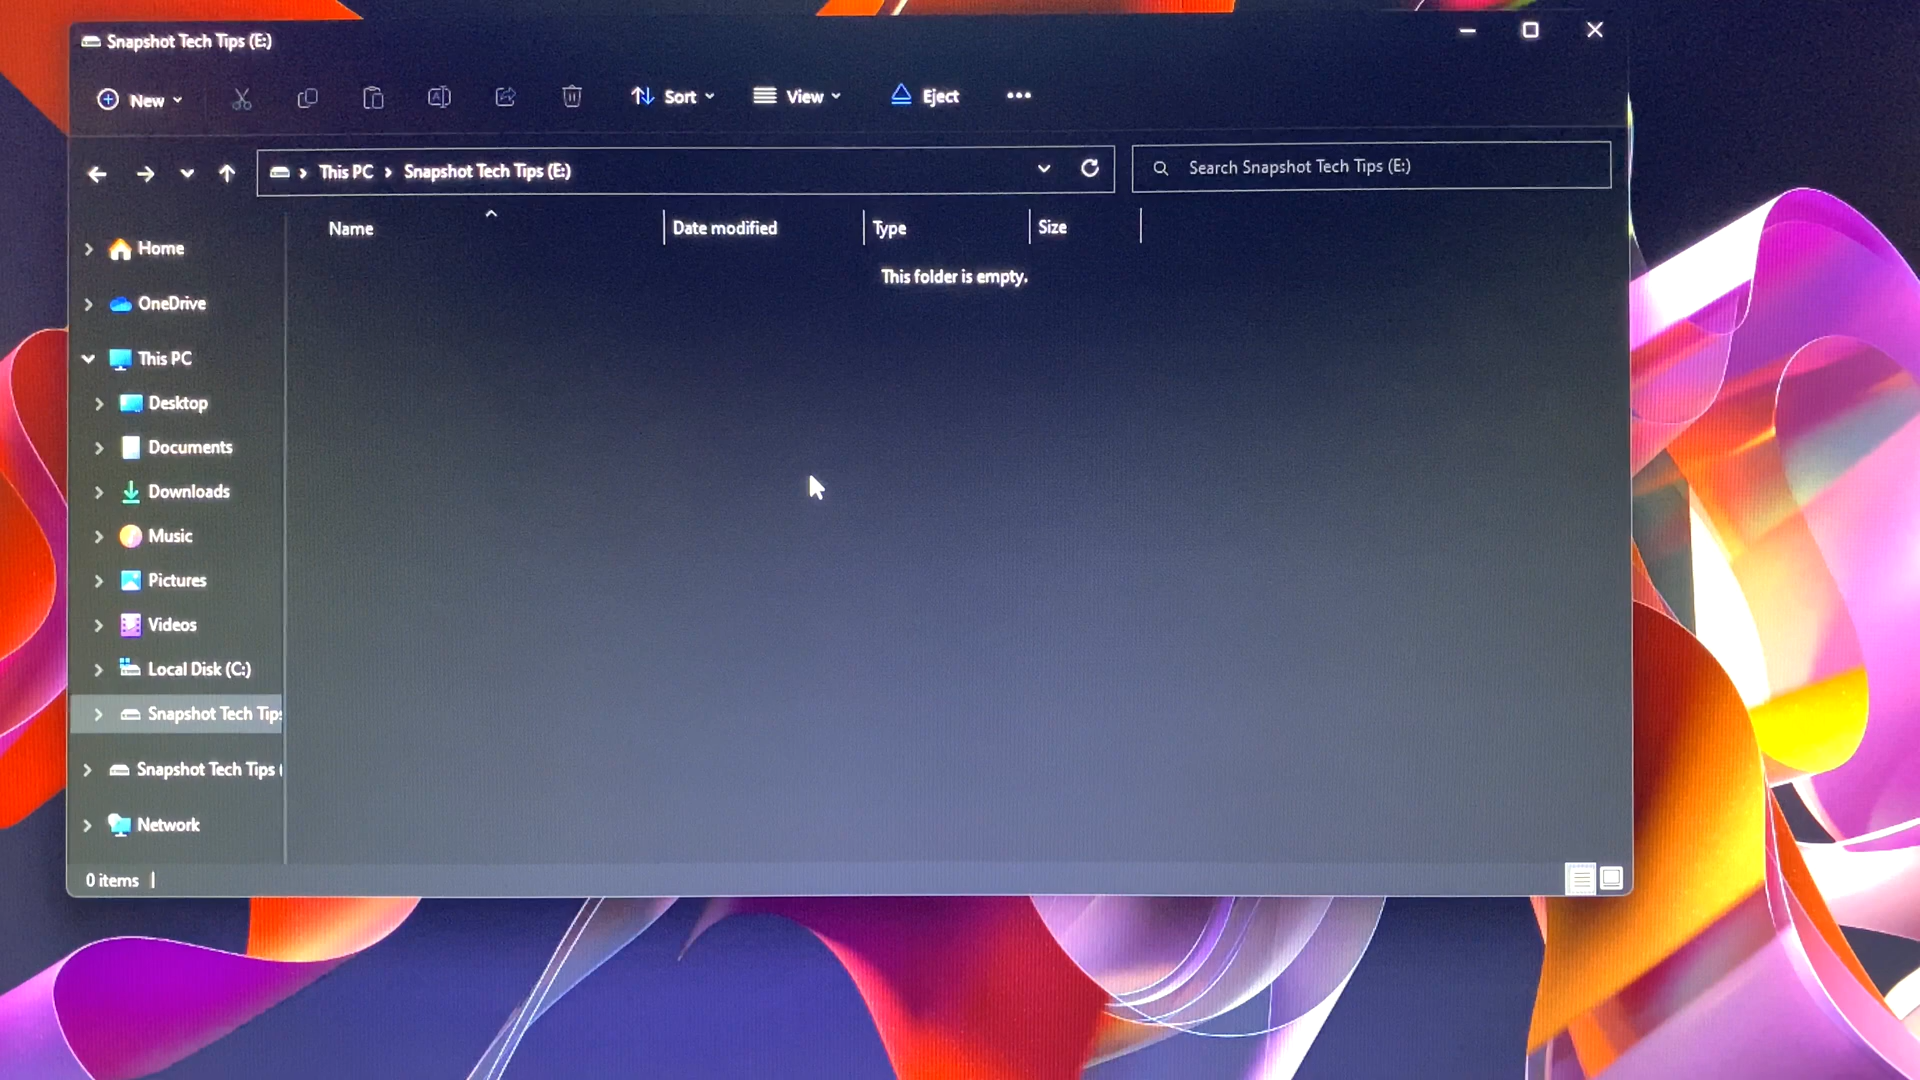 Snapshot Tech Tips (E:)
New
Sort
View
Eject
This PC > Snapshot Tech Tips (E:)
Search Snapshot Tech Tips (E:)
Name
Date modified
Type
Size
This folder is empty.
Home
OneDrive
This PC
Desktop
Documents
Downloads
Music
Pictures
Videos
Local Disk (C:)
Snapshot Tech Tips
Snapshot Tech Tips (
Network
0 items